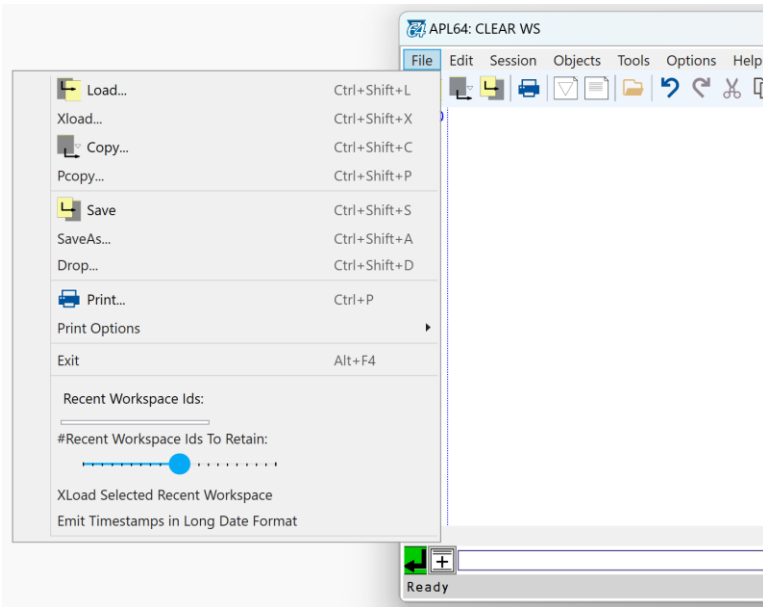 APL64: CLEAR WS
File Edit Session Objects Tools Options Help
Load... Ctrl+Shift+L
Xload... Ctrl+Shift+X
Copy... Ctrl+Shift+C
Pcopy... Ctrl+Shift+P
Save Ctrl+Shift+S
SaveAs... Ctrl+Shift+A
Drop... Ctrl+Shift+D
Print... Ctrl+P
Print Options
Exit Alt+F4
Recent Workspace Ids:
#Recent Workspace Ids To Retain:
XLoad Selected Recent Workspace
Emit Timestamps in Long Date Format
Ready